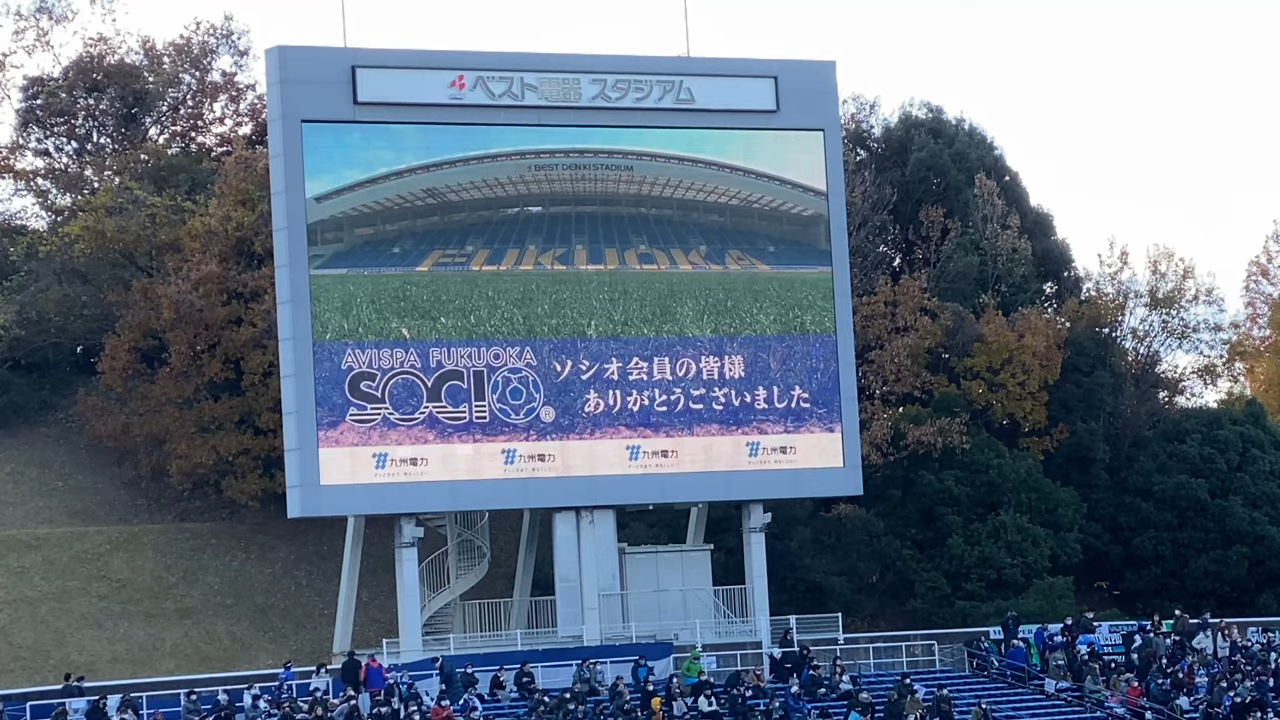 ベスト電器 スタジアム
BEST DENKI STADIUM
FUKUOKA
AVISPA FUKUOKA
SOCIO®
ソシオ会員の皆様
ありがとうございました
九州電力 九州電力 九州電力 九州電力